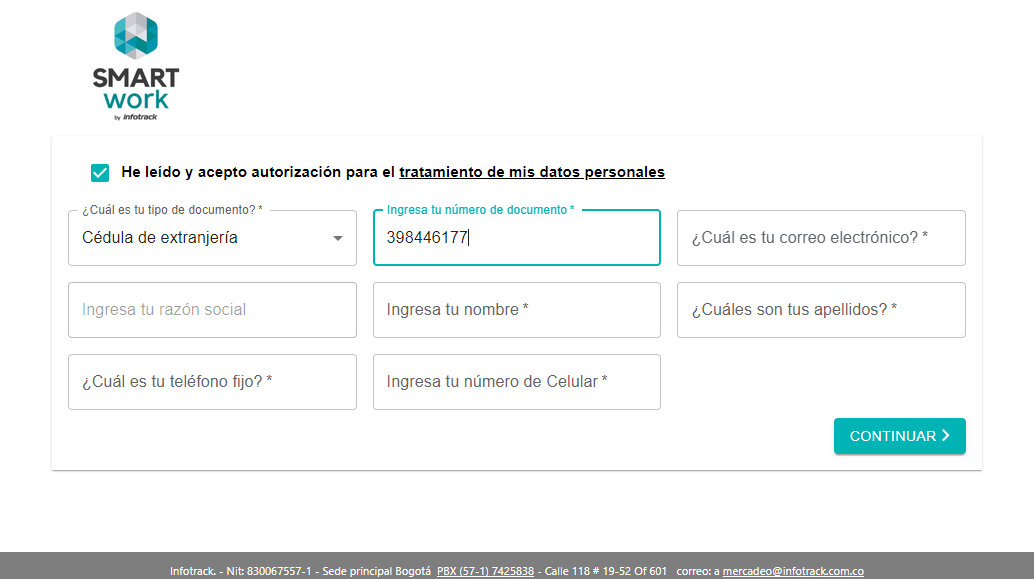 SMART
work
by infotrack
He leído y acepto autorización para el tratamiento de mis datos personales
¿Cuál es tu tipo de documento? *
Cédula de extranjería
Ingresa tu número de documento *
398446177
¿Cuál es tu correo electrónico? *
Ingresa tu razón social
Ingresa tu nombre *
¿Cuáles son tus apellidos? *
¿Cuál es tu teléfono fijo? *
Ingresa tu número de Celular *
CONTINUAR
Infotrack. - Nit: 830067557-1 - Sede principal Bogotá PBX (57-1) 7425838 - Calle 118 # 19-52 Of 601 correo: a mercadeo@infotrack.com.co